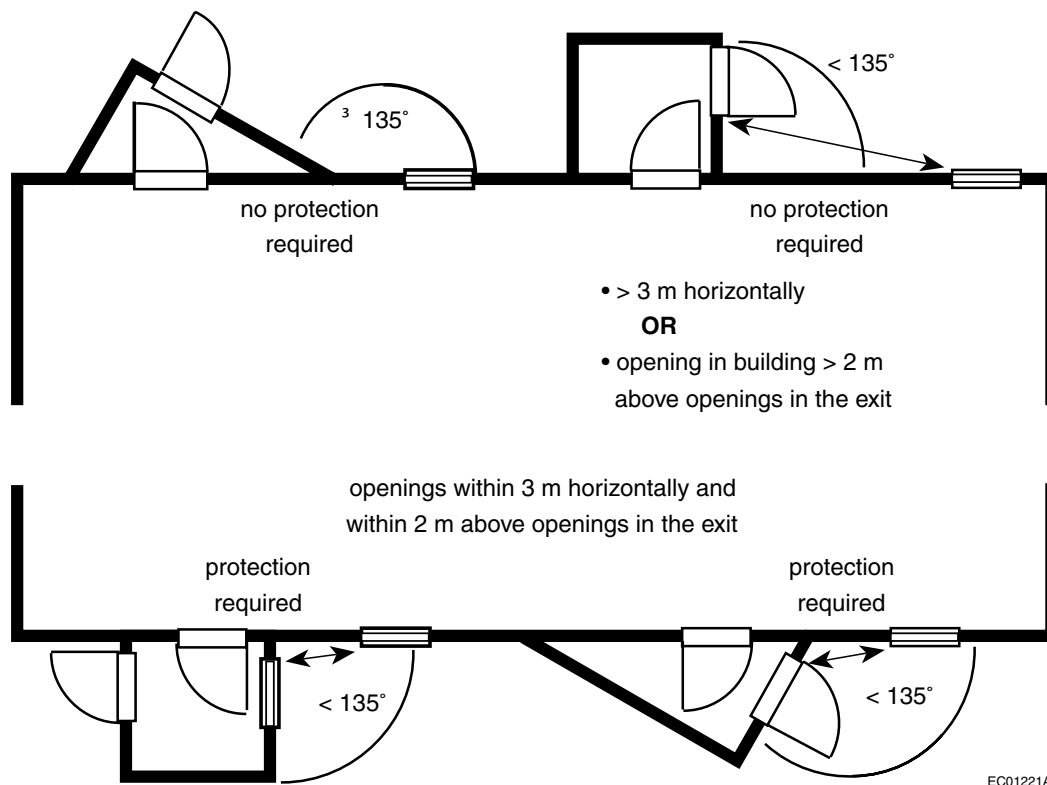 ³ 135°
< 135°
no protection
required
no protection
required
• > 3 m horizontally
OR
• opening in building > 2 m
above openings in the exit
openings within 3 m horizontally and
within 2 m above openings in the exit
protection
required
protection
required
< 135°
< 135°
EC01221A